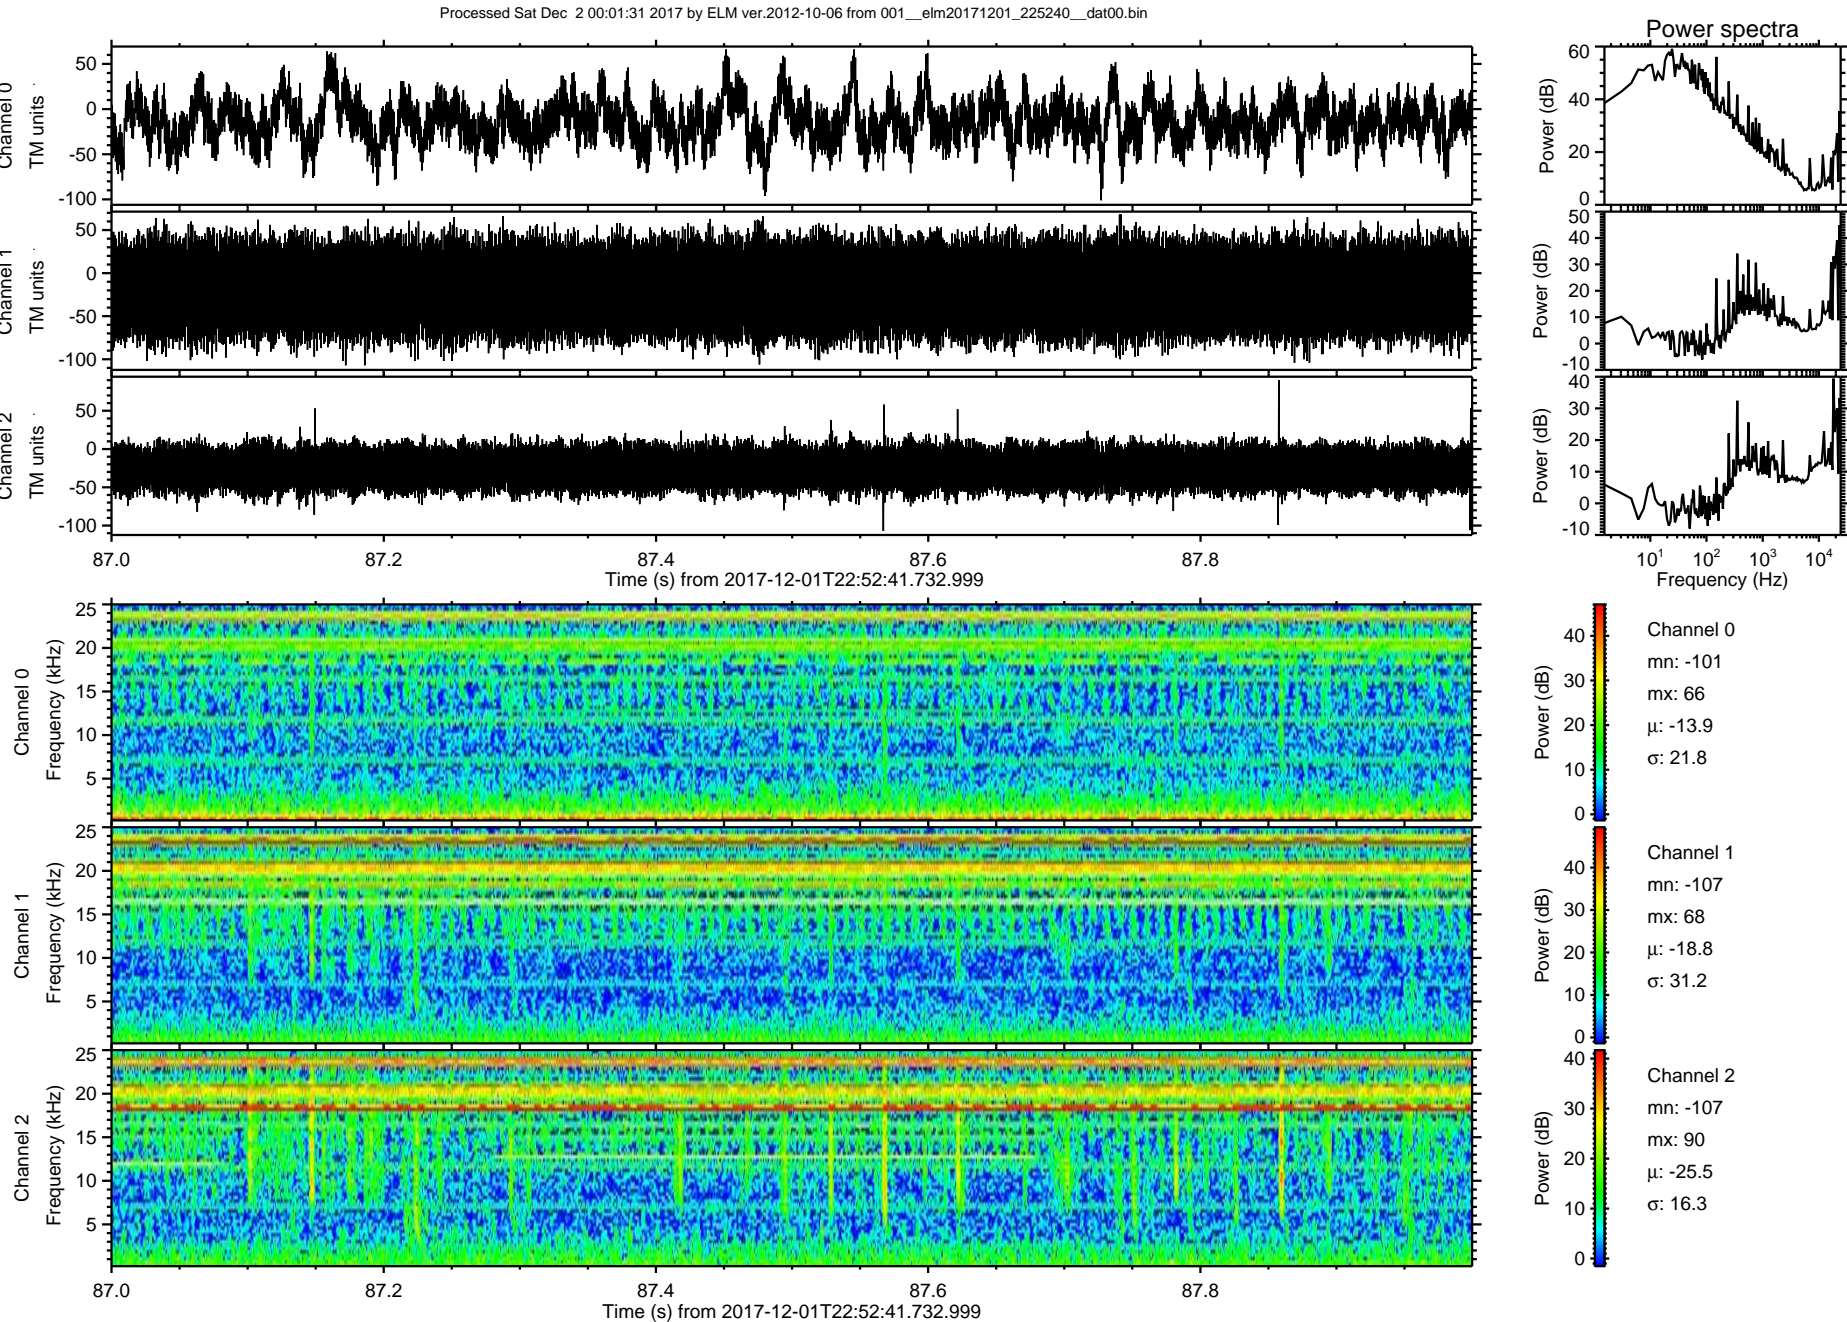 Processed Sat Dec  2 00:01:31 2017 by ELM ver.2012-10-06 from 001__elm20171201_225240__dat00.bin
Power spectra
Channel 0
TM units
50
0
-50
-100
Power (dB)
60
40
20
0
Channel 1
TM units
50
0
-50
-100
Power (dB)
50
40
30
20
10
0
-10
Channel 2
TM units
50
0
-50
-100
Power (dB)
40
30
20
10
0
-10
87.0 87.2 87.4 87.6 87.8
Time (s) from 2017-12-01T22:52:41.732.999
10¹ 10² 10³ 10⁴
Frequency (Hz)
Channel 0
Frequency (kHz)
25
20
15
10
5
Power (dB)
40
30
20
10
0
Channel 0
mn: -101
mx: 66
μ: -13.9
σ: 21.8
Channel 1
Frequency (kHz)
25
20
15
10
5
Power (dB)
40
30
20
10
0
Channel 1
mn: -107
mx: 68
μ: -18.8
σ: 31.2
Channel 2
Frequency (kHz)
25
20
15
10
5
Power (dB)
40
30
20
10
0
Channel 2
mn: -107
mx: 90
μ: -25.5
σ: 16.3
87.0 87.2 87.4 87.6 87.8
Time (s) from 2017-12-01T22:52:41.732.999